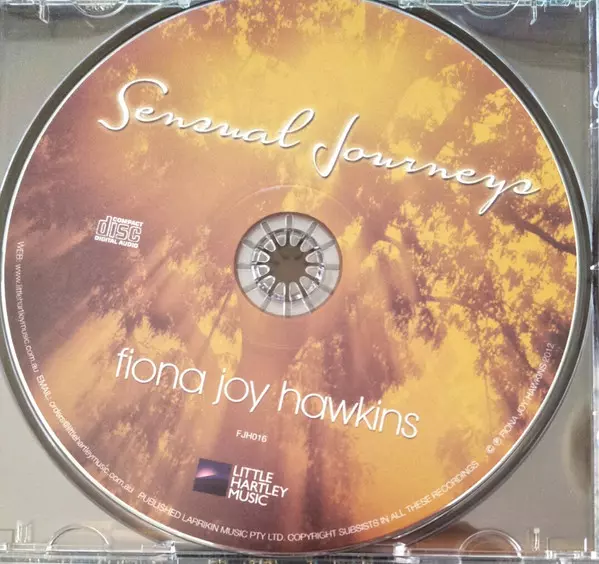 Sensual Journeys
COMPACT
disc
DIGITAL AUDIO
fiona joy hawkins
FJH016
LITTLE
HARTLEY
MUSIC
WEB: www.littlehartleymusic.com.au EMAIL: orders@littlehartleymusic.com.au PUBLISHED LARRIKIN MUSIC PTY LTD. COPYRIGHT SUBSISTS IN ALL THESE RECORDINGS © ℗ FIONA JOY HAWKINS 2012